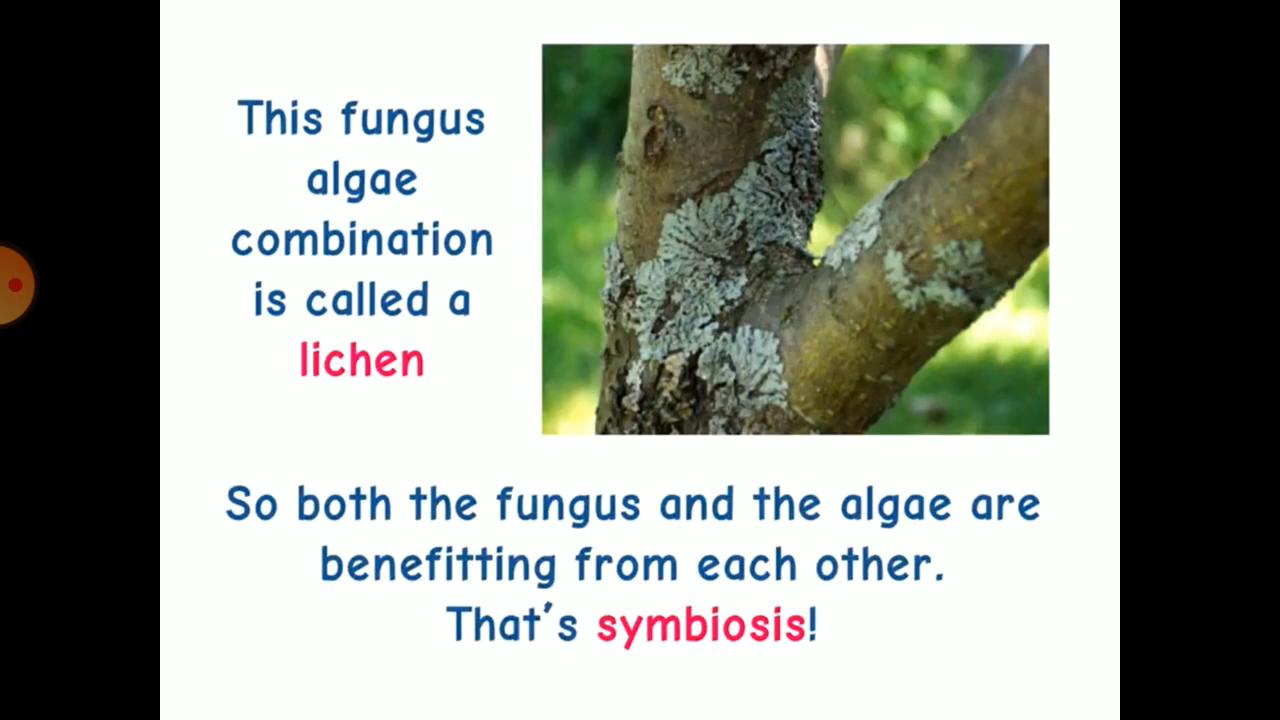 This fungus
algae
combination
is called a
lichen
So both the fungus and the algae are
benefitting from each other.
That's symbiosis!